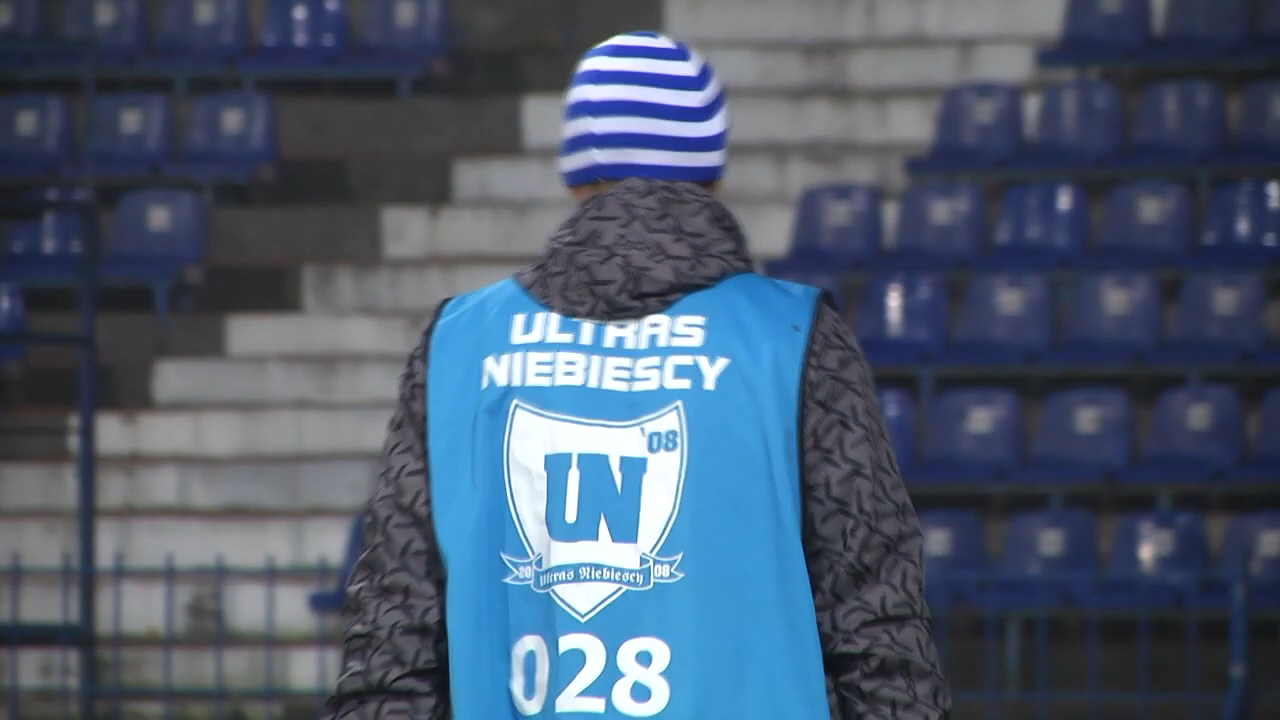 ULTRAS
NIEBIESCY
'08
UN
20 Ultras Niebiescy 08
028